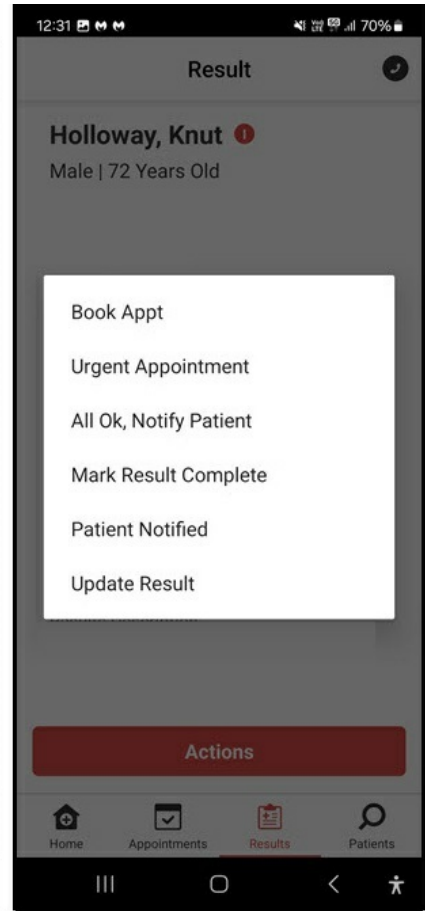 12:31
70%
Result
Holloway, Knut
Male | 72 Years Old
Book Appt
Urgent Appointment
All Ok, Notify Patient
Mark Result Complete
Patient Notified
Update Result
Actions
Home Appointments Results Patients